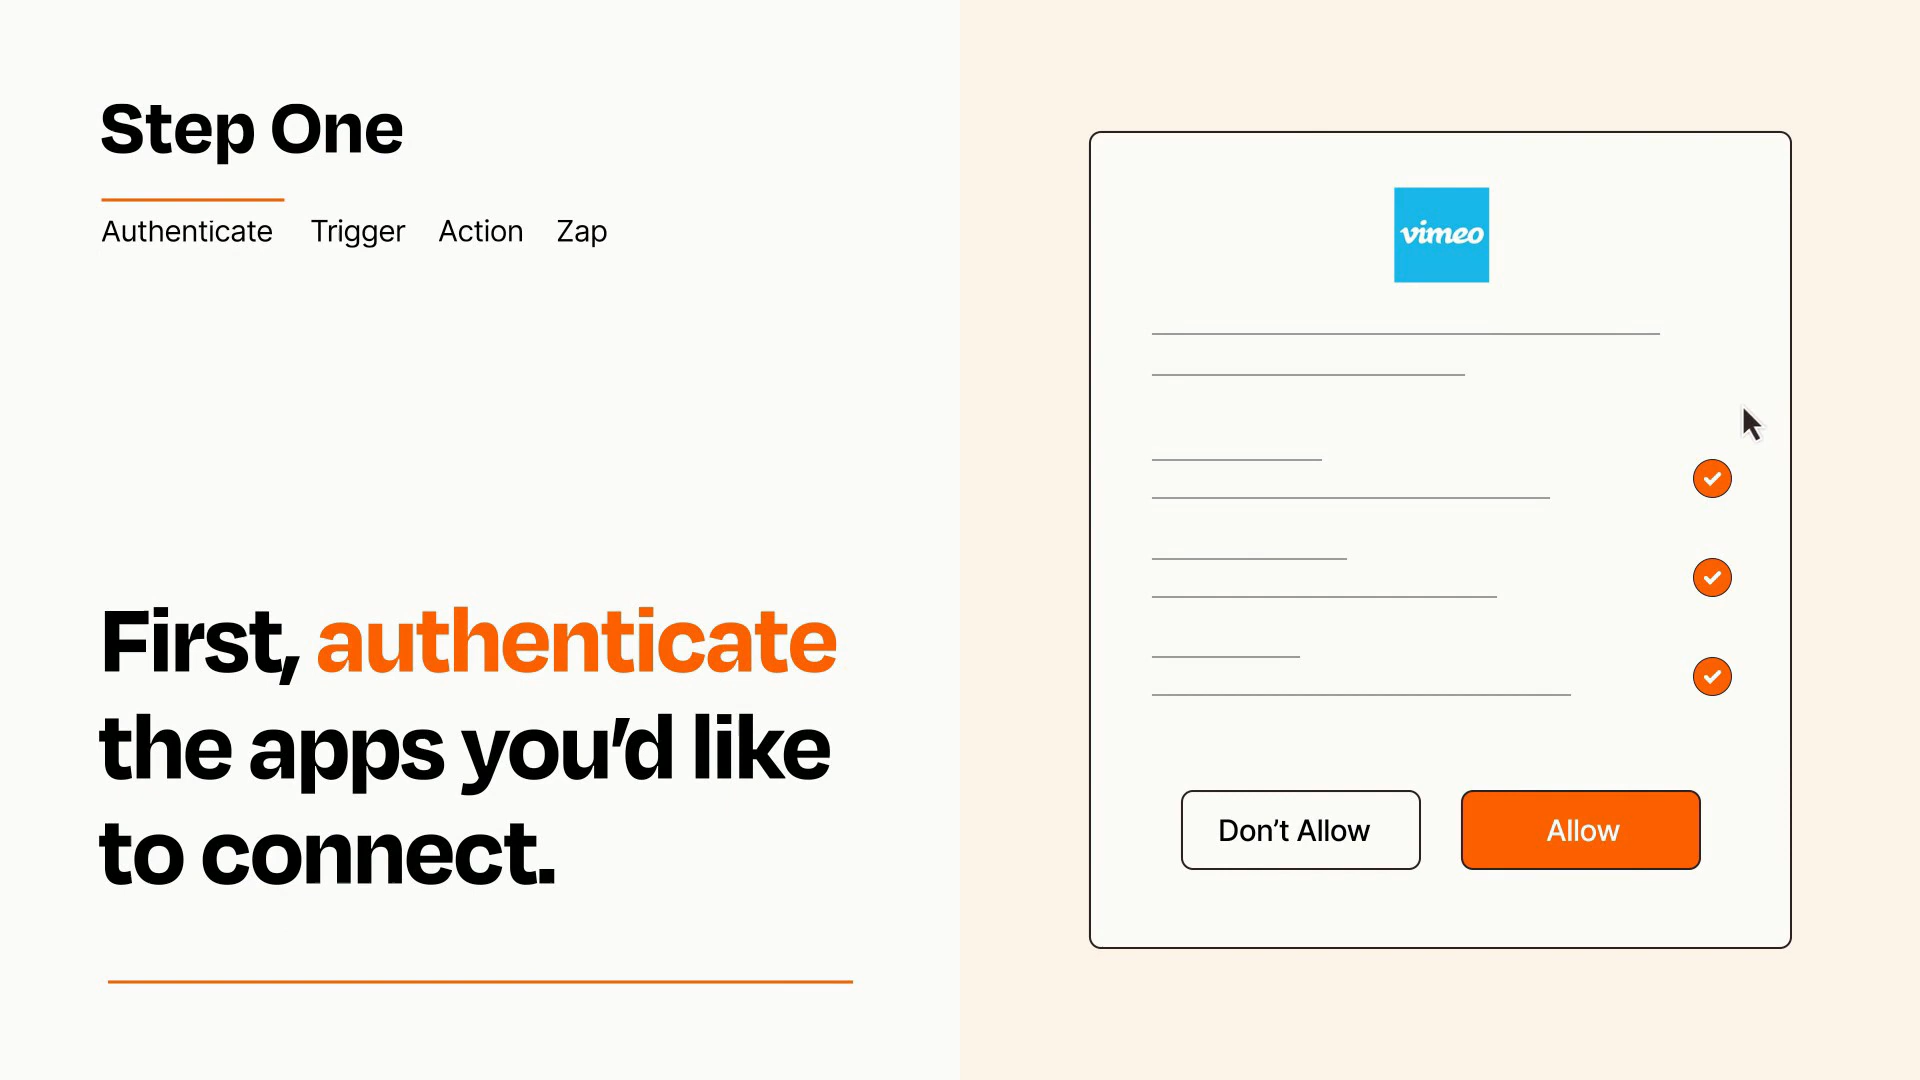 Step One
Authenticate Trigger Action Zap
First, authenticate
the apps you’d like
to connect.
vimeo
Don’t Allow
Allow